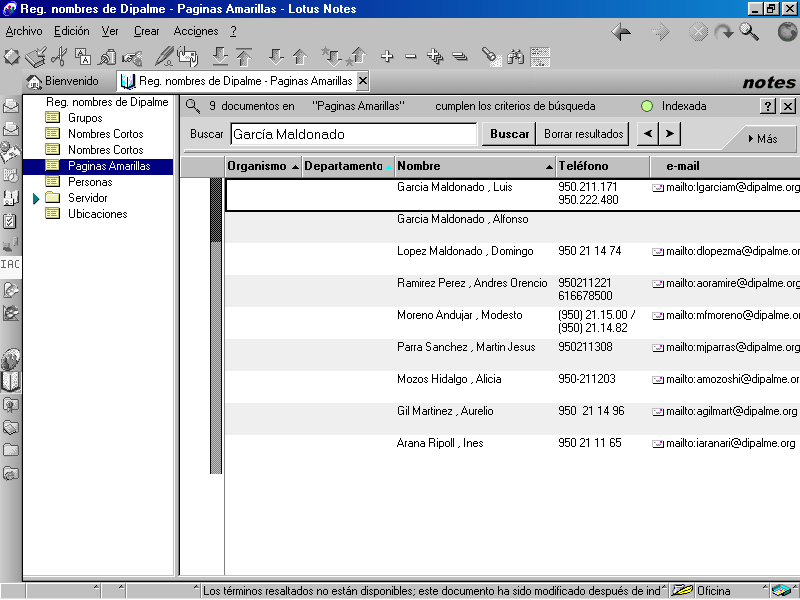 Reg. nombres de Dipalme - Paginas Amarillas - Lotus Notes
Archivo Edición Ver Crear Acciones ?
Bienvenido Reg. nombres de Dipalme - Paginas Amarillas
notes
Reg. nombres de Dipalme
Grupos
Nombres Cortos
Nombres Cortos
Paginas Amarillas
Personas
Servidor
Ubicaciones
IAC
9 documentos en "Paginas Amarillas" cumplen los criterios de búsqueda Indexada ?
Buscar García Maldonado Buscar Borrar resultados Más
Organismo Departamento Nombre Teléfono e-mail
Garcia Maldonado , Luis 950.211.171 mailto:lgarciam@dipalme.org
950.222.480
Garcia Maldonado , Alfonso
Lopez Maldonado , Domingo 950 21 14 74 mailto:dlopezma@dipalme.org
Ramirez Perez , Andres Orencio 950211221 mailto:aoramire@dipalme.org
616678500
Moreno Andujar , Modesto (950) 21.15.00 / mailto:mfmoreno@dipalme.or
(950) 21.14.82
Parra Sanchez , Martin Jesus 950211308 mailto:mjparras@dipalme.org
Mozos Hidalgo , Alicia 950-211203 mailto:amozoshi@dipalme.or
Gil Martinez , Aurelio 950 21 14 96 mailto:agilmart@dipalme.org
Arana Ripoll , Ines 950 21 11 65 mailto:iaranari@dipalme.org
Los términos resaltados no están disponibles; este documento ha sido modificado después de ind Oficina